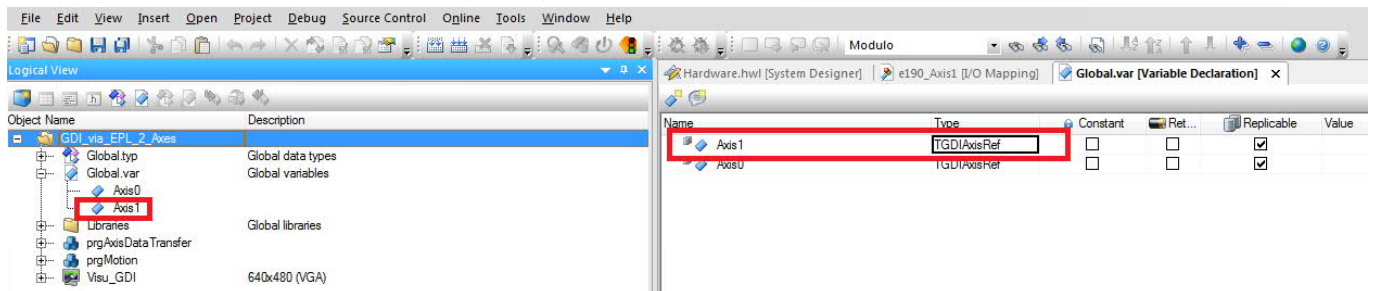 File Edit View Insert Open Project Debug Source Control Online Tools Window Help
Modulo
Logical View
Hardware.hwl [System Designer] e190_Axis1 [I/O Mapping] Global.var [Variable Declaration] X
Object Name Description
Name Type Constant Ret... Replicable Value
GDI_via_EPL_2_Axes
Axis1 TGDIAxisRef
Global.typ Global data types
Axis0 TGDIAxisRef
Global.var Global variables
Axis0
Axis1
Libraries Global libraries
prgAxisDataTransfer
prgMotion
Visu_GDI 640x480 (VGA)